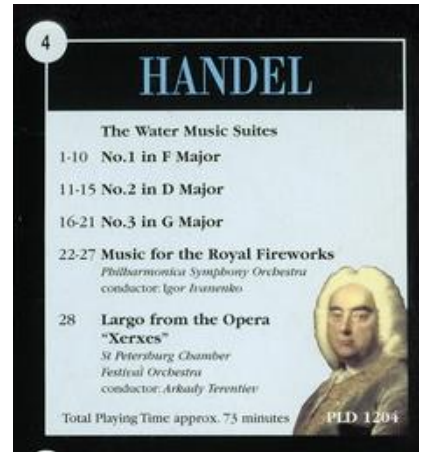 4
HANDEL
The Water Music Suites
1-10 No.1 in F Major
11-15 No.2 in D Major
16-21 No.3 in G Major
22-27 Music for the Royal Fireworks
Philharmonica Symphony Orchestra
conductor: Igor Ivanenko
28 Largo from the Opera
"Xerxes"
St Petersburg Chamber
Festival Orchestra
conductor: Arkady Terentiev
Total Playing Time approx. 73 minutes
PLD 1204